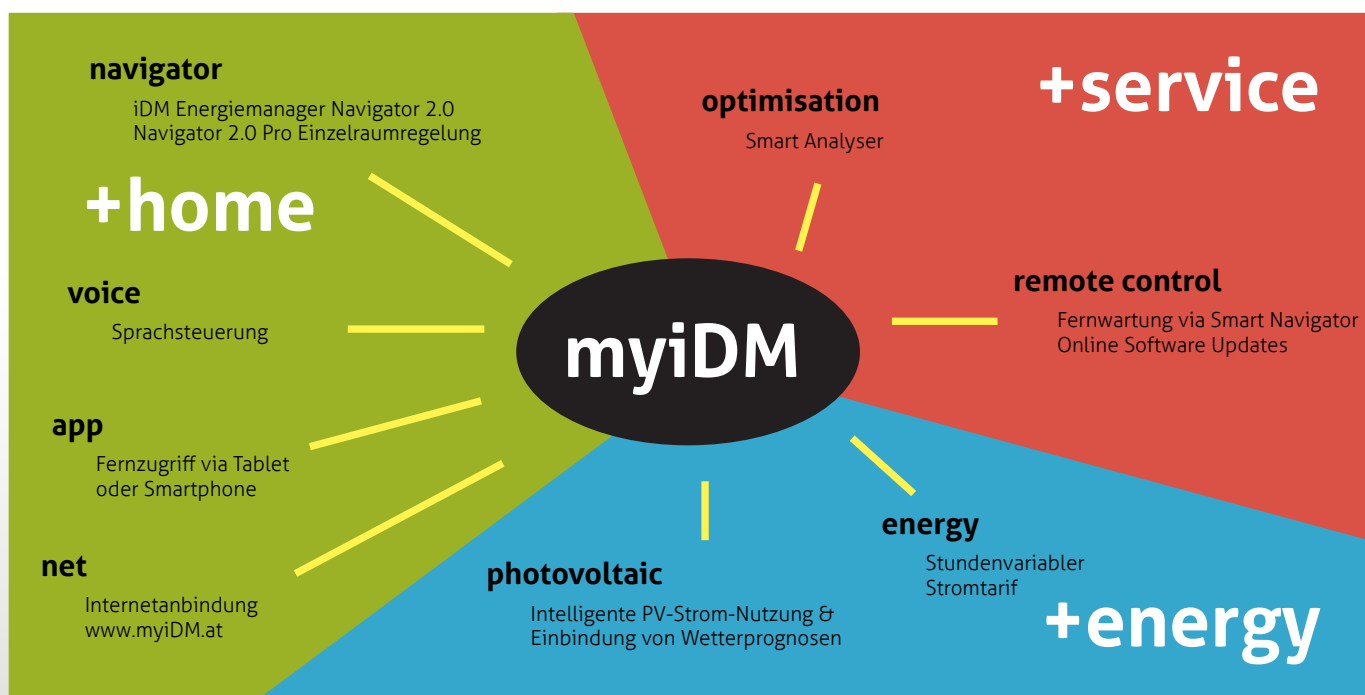 navigator
iDM Energiemanager Navigator 2.0
Navigator 2.0 Pro Einzelraumregelung
+home
voice
Sprachsteuerung
app
Fernzugriff via Tablet
oder Smartphone
net
Internetanbindung
www.myiDM.at
myiDM
optimisation
Smart Analyser
+service
remote control
Fernwartung via Smart Navigator
Online Software Updates
photovoltaic
Intelligente PV-Strom-Nutzung &
Einbindung von Wetterprognosen
energy
Stundenvariabler
Stromtarif
+energy